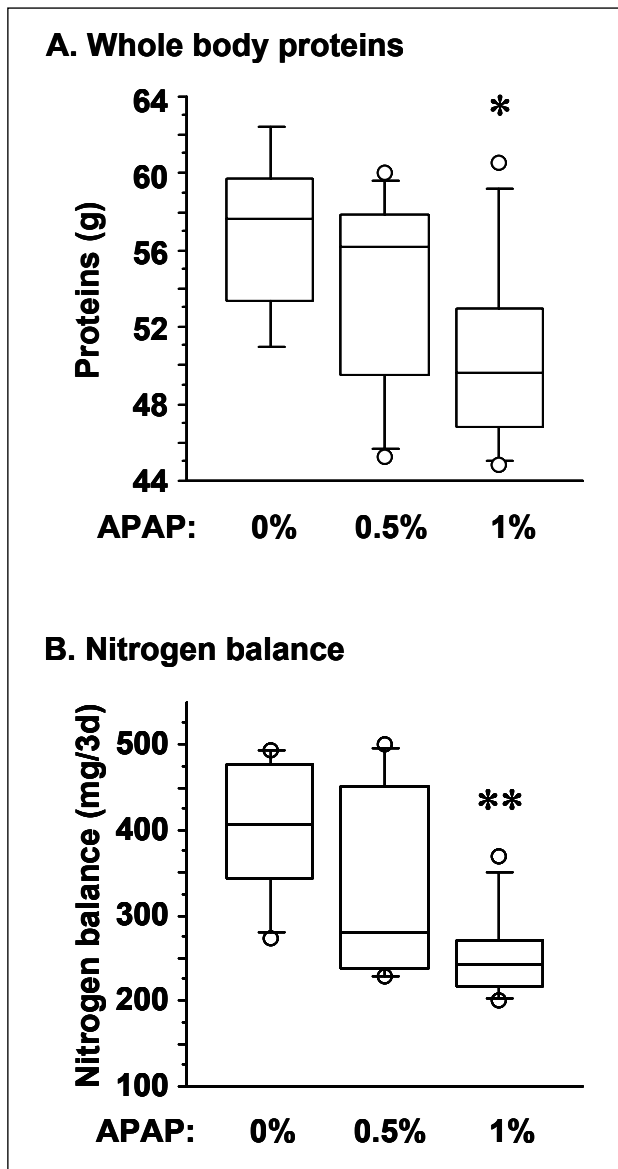 A. Whole body proteins
*
64
60
56
52
48
44
Proteins (g)
APAP: 0% 0.5% 1%
B. Nitrogen balance
**
500
400
300
200
100
Nitrogen balance (mg/3d)
APAP: 0% 0.5% 1%